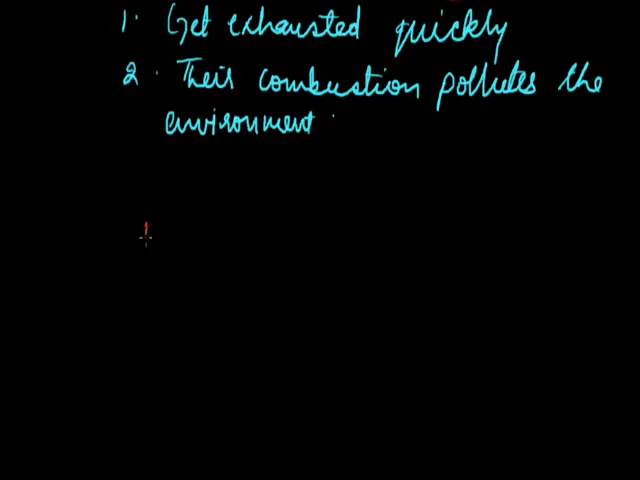 1. Get exhausted quickly
2. Their combustion pollutes the
environment.